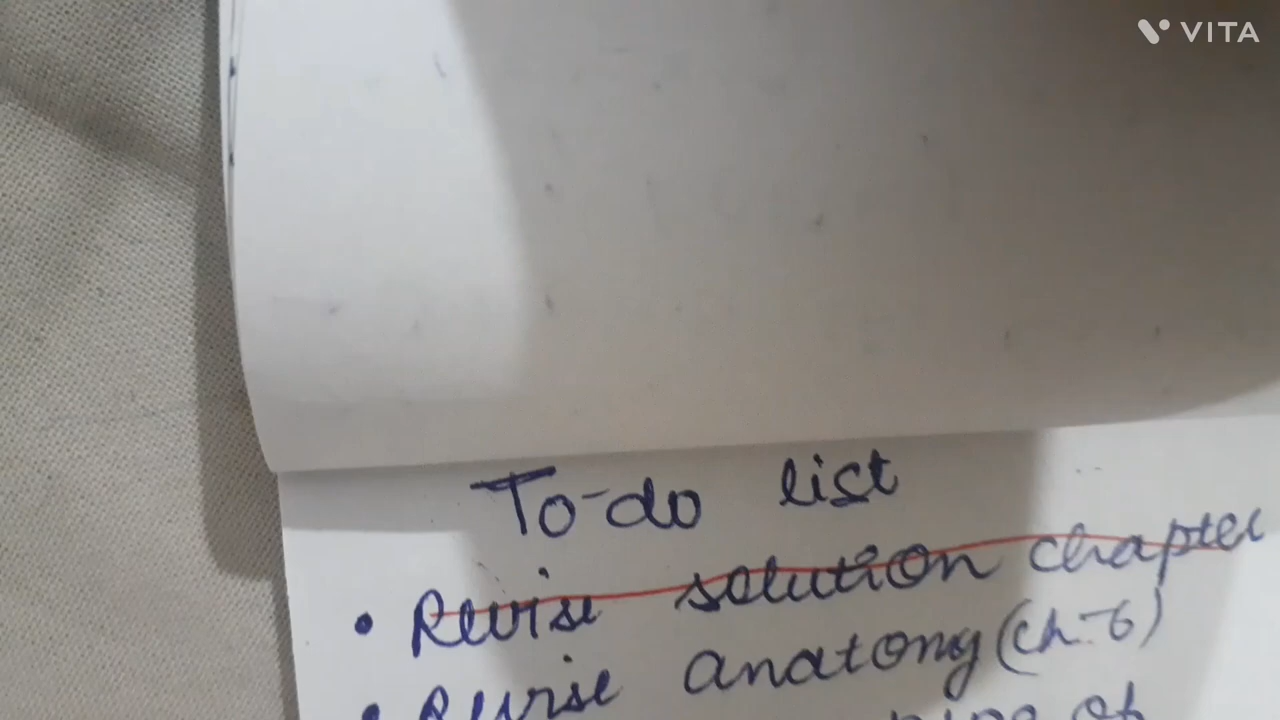 VITA
To-do list
• Revise solution chapter
• Revise anatomy (ch-6)